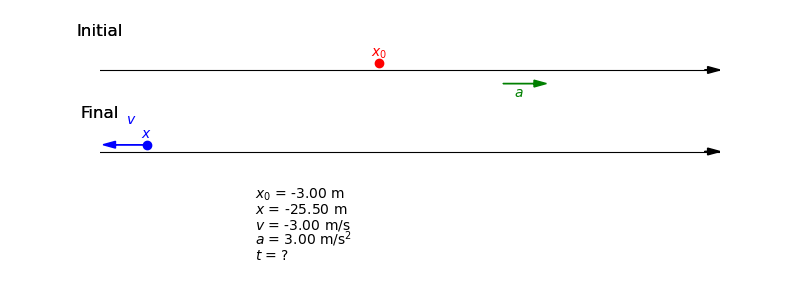 Initial
x₀
a
Final
v
x
x₀ = -3.00 m
x = -25.50 m
v = -3.00 m/s
a = 3.00 m/s²
t = ?